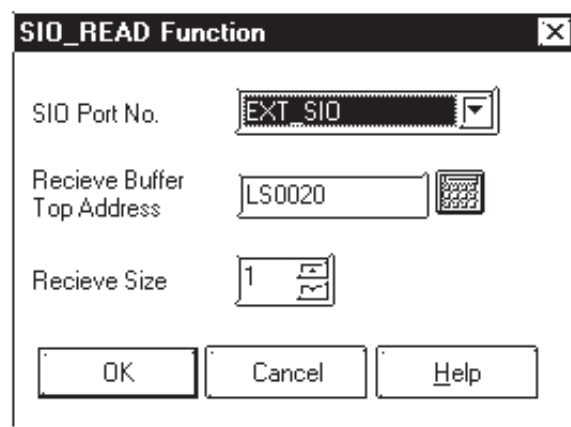 SIO_READ Function
SIO Port No.
EXT_SIO
Recieve Buffer
Top Address
LS0020
Recieve Size
1
OK
Cancel
Help